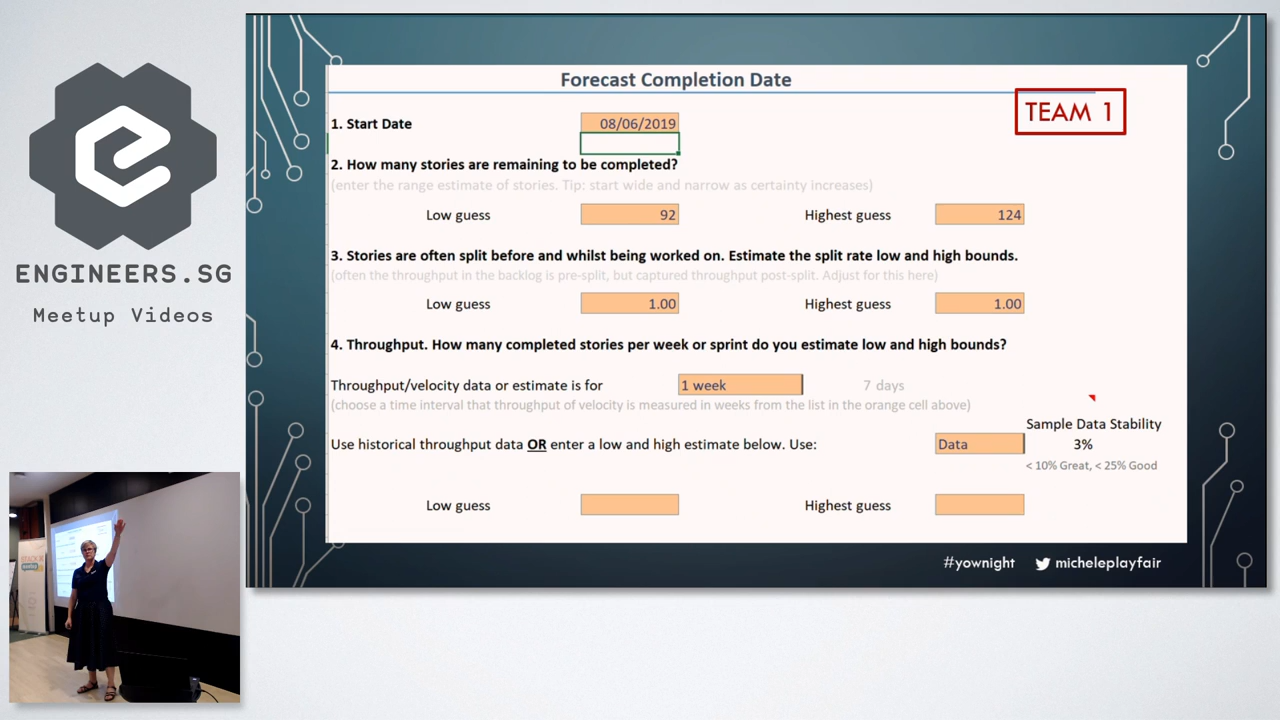 ENGINEERS.SG
Meetup Videos
Forecast Completion Date
TEAM 1
1. Start Date 08/06/2019
2. How many stories are remaining to be completed?
(enter the range estimate of stories. Tip: start wide and narrow as certainty increases)
Low guess 92 Highest guess 124
3. Stories are often split before and whilst being worked on. Estimate the split rate low and high bounds.
(often the throughput in the backlog is pre-split, but captured throughput post-split. Adjust for this here)
Low guess 1.00 Highest guess 1.00
4. Throughput. How many completed stories per week or sprint do you estimate low and high bounds?
Throughput/velocity data or estimate is for 1 week 7 days
(choose a time interval that throughput of velocity is measured in weeks from the list in the orange cell above)
Sample Data Stability
Use historical throughput data OR enter a low and high estimate below. Use: Data 3%
< 10% Great, < 25% Good
Low guess Highest guess
#yownight micheleplayfair